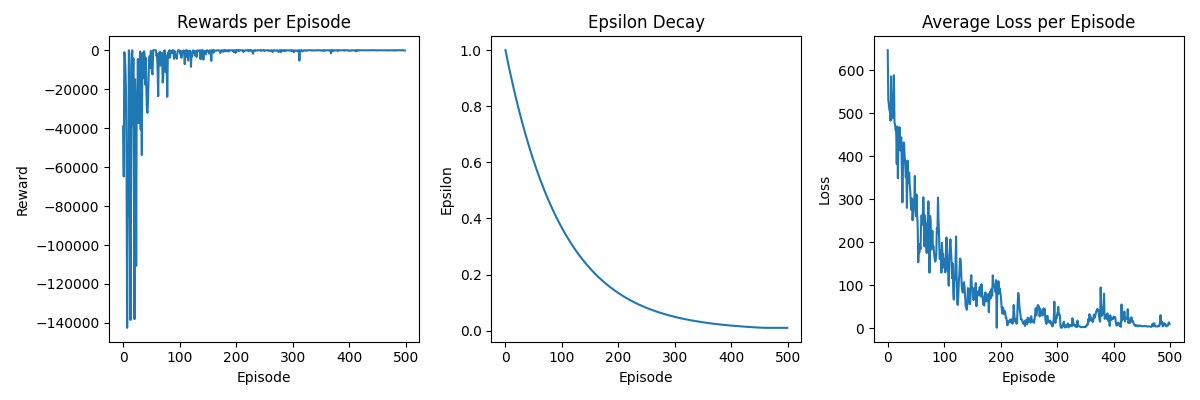 Rewards per Episode
0
−20000
−40000
−60000
−80000
−100000
−120000
−140000
Reward
0 100 200 300 400 500
Episode
Epsilon Decay
1.0
0.8
0.6
0.4
0.2
0.0
Epsilon
0 100 200 300 400 500
Episode
Average Loss per Episode
600
500
400
300
200
100
0
Loss
0 100 200 300 400 500
Episode